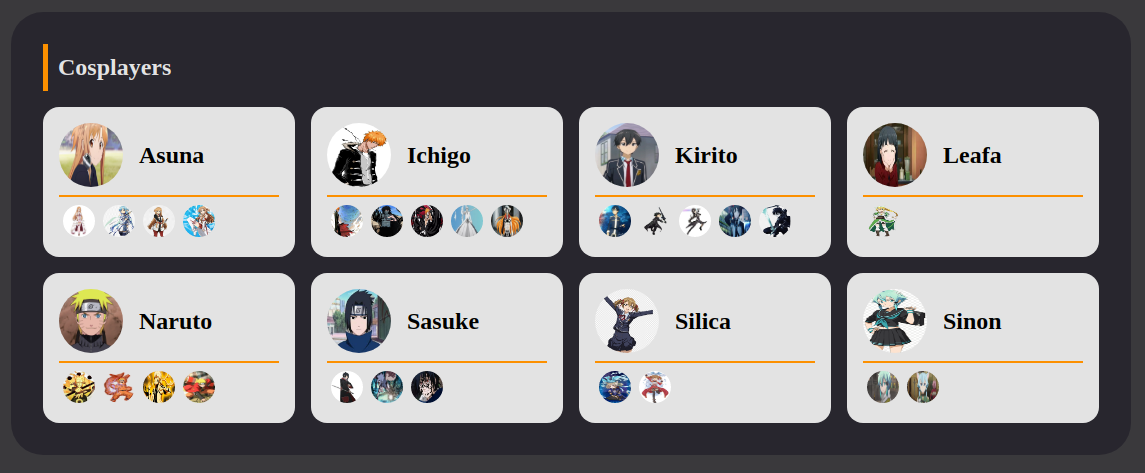 Cosplayers
Asuna
Ichigo
Kirito
Leafa
Naruto
Sasuke
Silica
Sinon